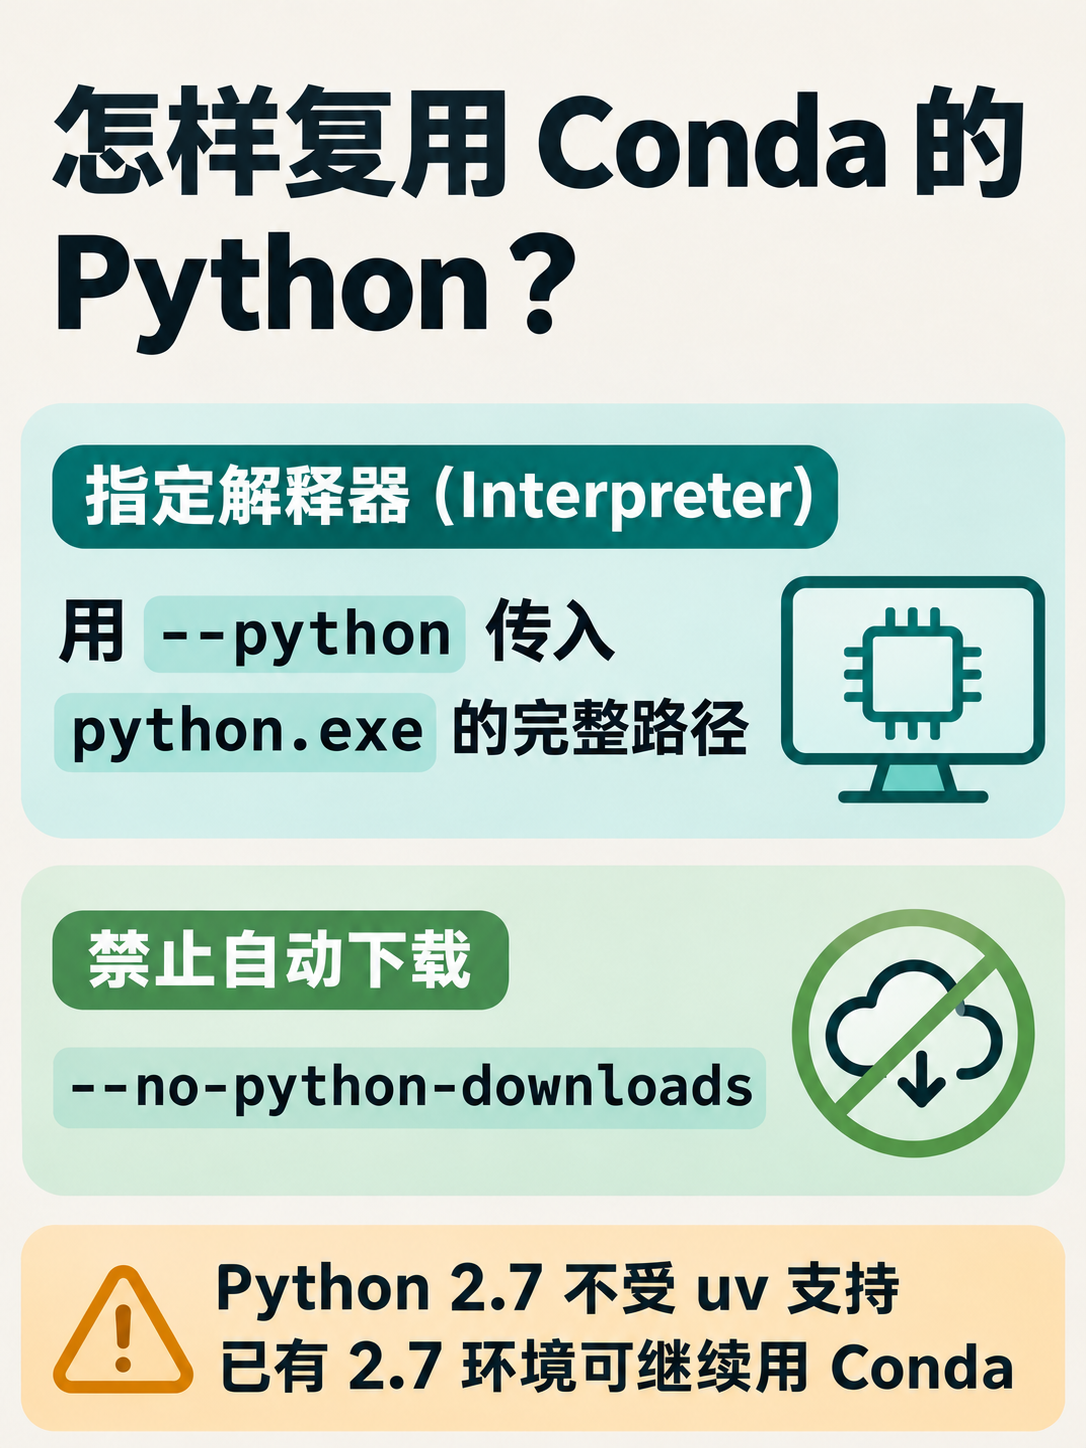 怎样复用 Conda 的
Python？
指定解释器 (Interpreter)
用 --python 传入
python.exe 的完整路径
禁止自动下载
--no-python-downloads
Python 2.7 不受 uv 支持
已有 2.7 环境可继续用 Conda